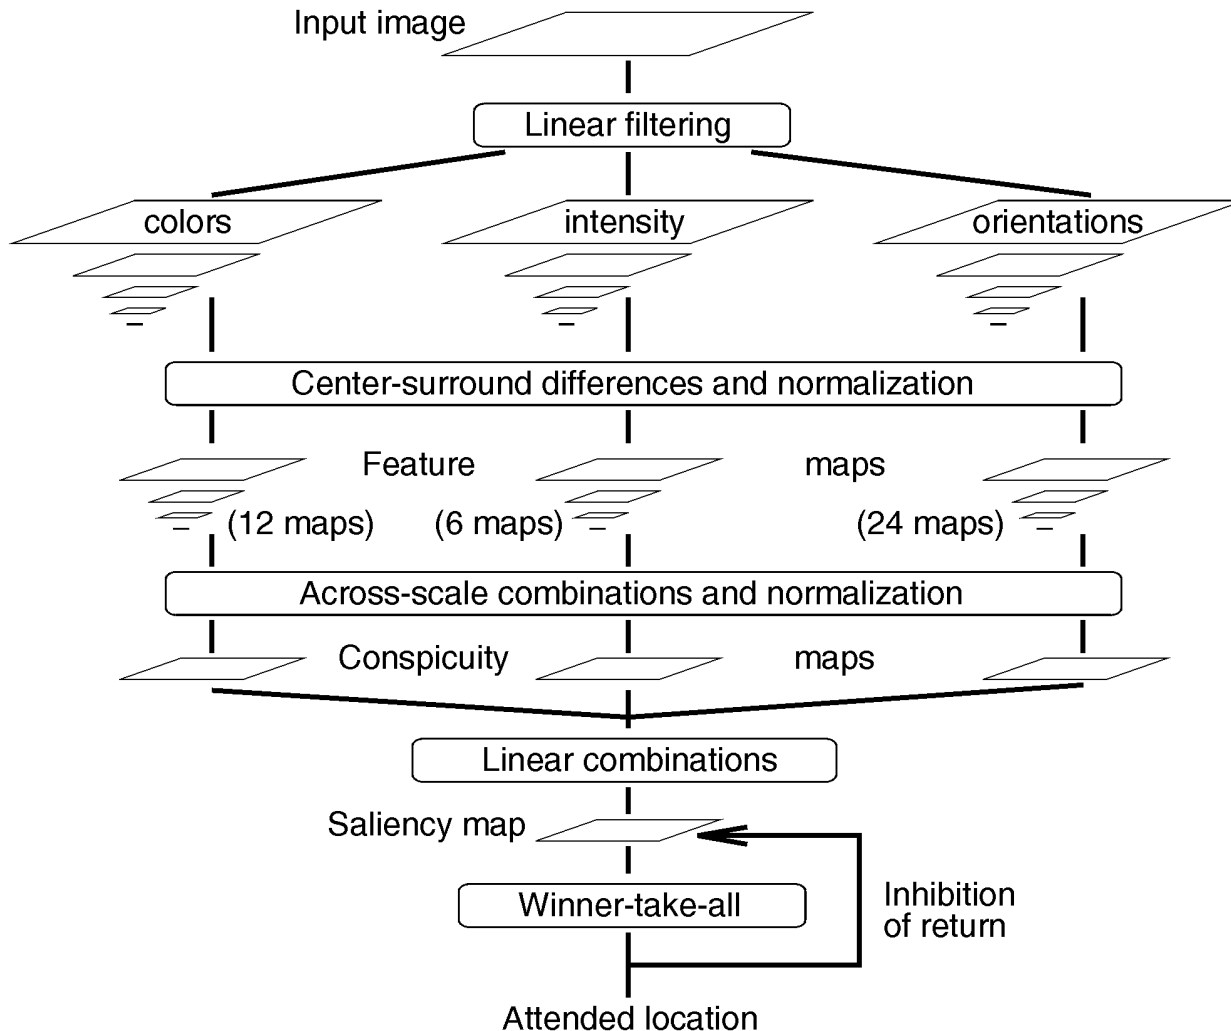 Input image
Linear filtering
colors
intensity
orientations
Center-surround differences and normalization
Feature maps
(12 maps)
(6 maps)
(24 maps)
Across-scale combinations and normalization
Conspicuity maps
Linear combinations
Saliency map
Winner-take-all
Inhibition
of return
Attended location